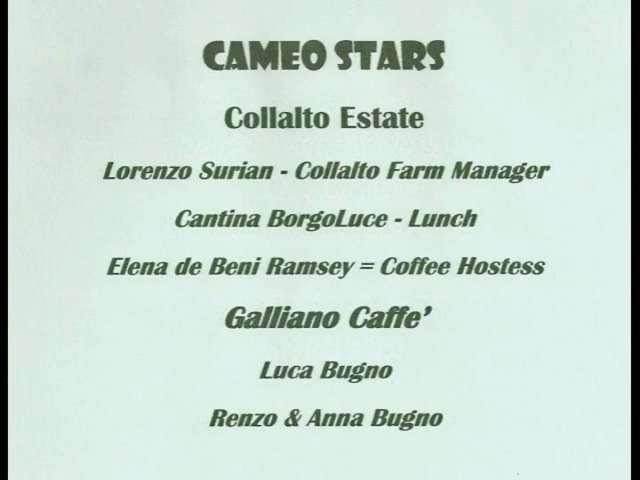 CAMEO STARS
Collalto Estate
Lorenzo Surian - Collalto Farm Manager
Cantina BorgoLuce - Lunch
Elena de Beni Ramsey = Coffee Hostess
Galliano Caffe'
Luca Bugno
Renzo & Anna Bugno